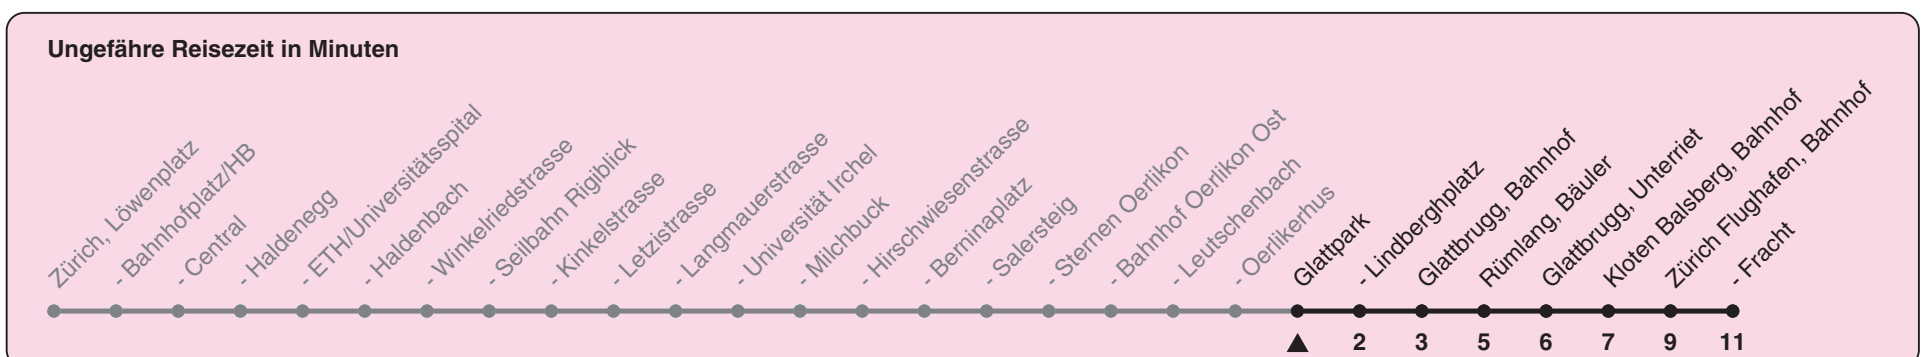 Ungefähre Reisezeit in Minuten
Zürich, Löwenplatz
- Bahnhofplatz/HB
- Central
- Haldenegg
- ETH/Universitätsspital
- Haldenbach
- Winkelriedstrasse
- Seilbahn Rigiblick
- Kinkelstrasse
- Letzistrasse
- Langmauerstrasse
- Universität Irchel
- Milchbuck
- Hirschwiesenstrasse
- Berninaplatz
- Salersteig
- Sternen Oerlikon
- Bahnhof Oerlikon Ost
- Leutschenbach
- Oerlikerhus
Glattpark
- Lindberghplatz
Glattbrugg, Bahnhof
Rümlang, Bäuler
Glattbrugg, Unterriet
Kloten Balsberg, Bahnhof
Zürich Flughafen, Bahnhof
- Fracht
2 3 5 6 7 9 11